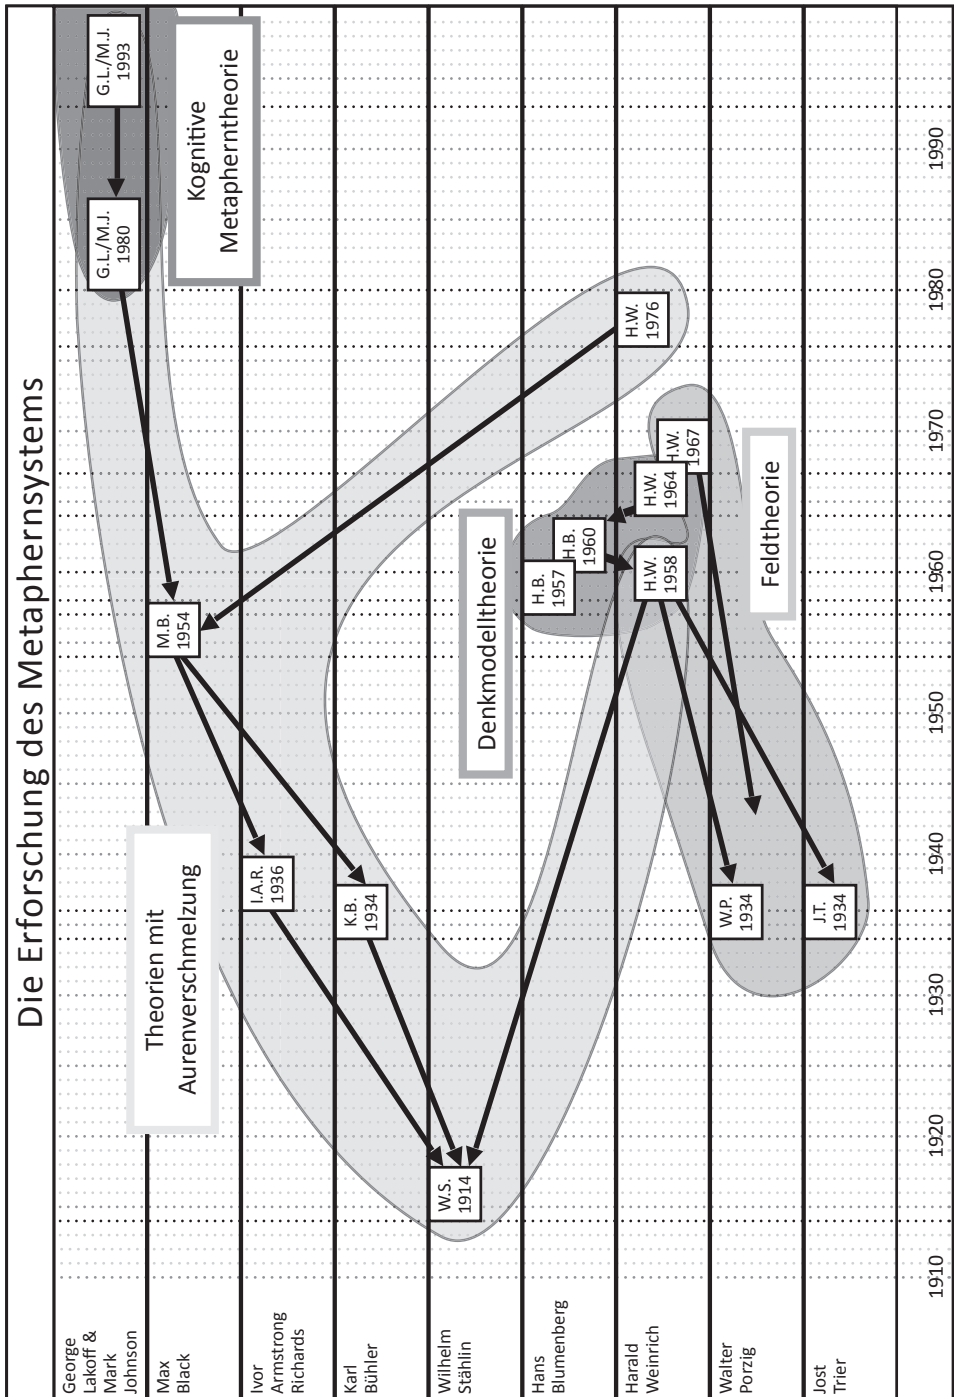 Die Erforschung des Metaphernsystems
George
Lakoff &
Mark
Johnson
G.L./M.J.
1980
G.L./M.J.
1993
Kognitive
Metapherntheorie
Max
Black
M.B.
1954
Theorien mit
Aurenverschmelzung
Ivor
Armstrong
Richards
I.A.R.
1936
Karl
Bühler
K.B.
1934
Wilhelm
Stählin
W.S.
1914
Denkmodelltheorie
Hans
Blumenberg
H.B.
1957
H.B.
1960
Harald
Weinrich
H.W.
1958
H.W.
1964
H.W.
1967
H.W.
1976
Walter
Porzig
W.P.
1934
Feldtheorie
Jost
Trier
J.T.
1934
1910
1920
1930
1940
1950
1960
1970
1980
1990